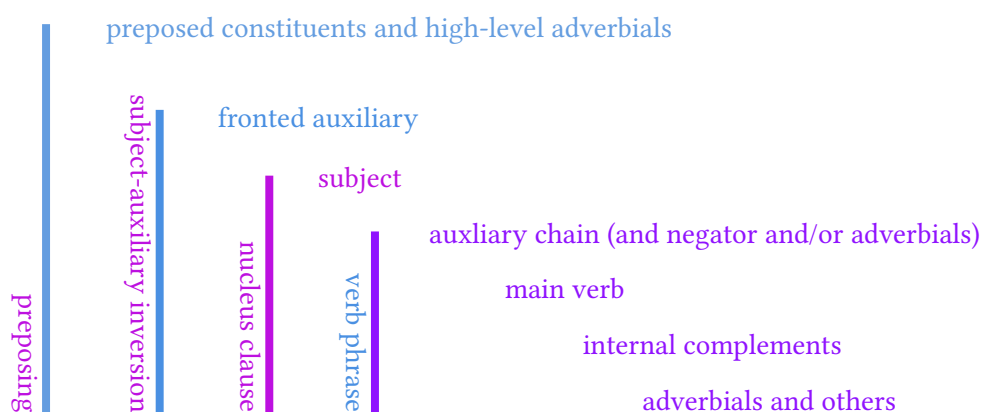 preposed constituents and high-level adverbials
subject-auxiliary inversion
fronted auxiliary
subject
auxliary chain (and negator and/or adverbials)
nucleus clause
verb phrase
main verb
preposing
internal complements
adverbials and others